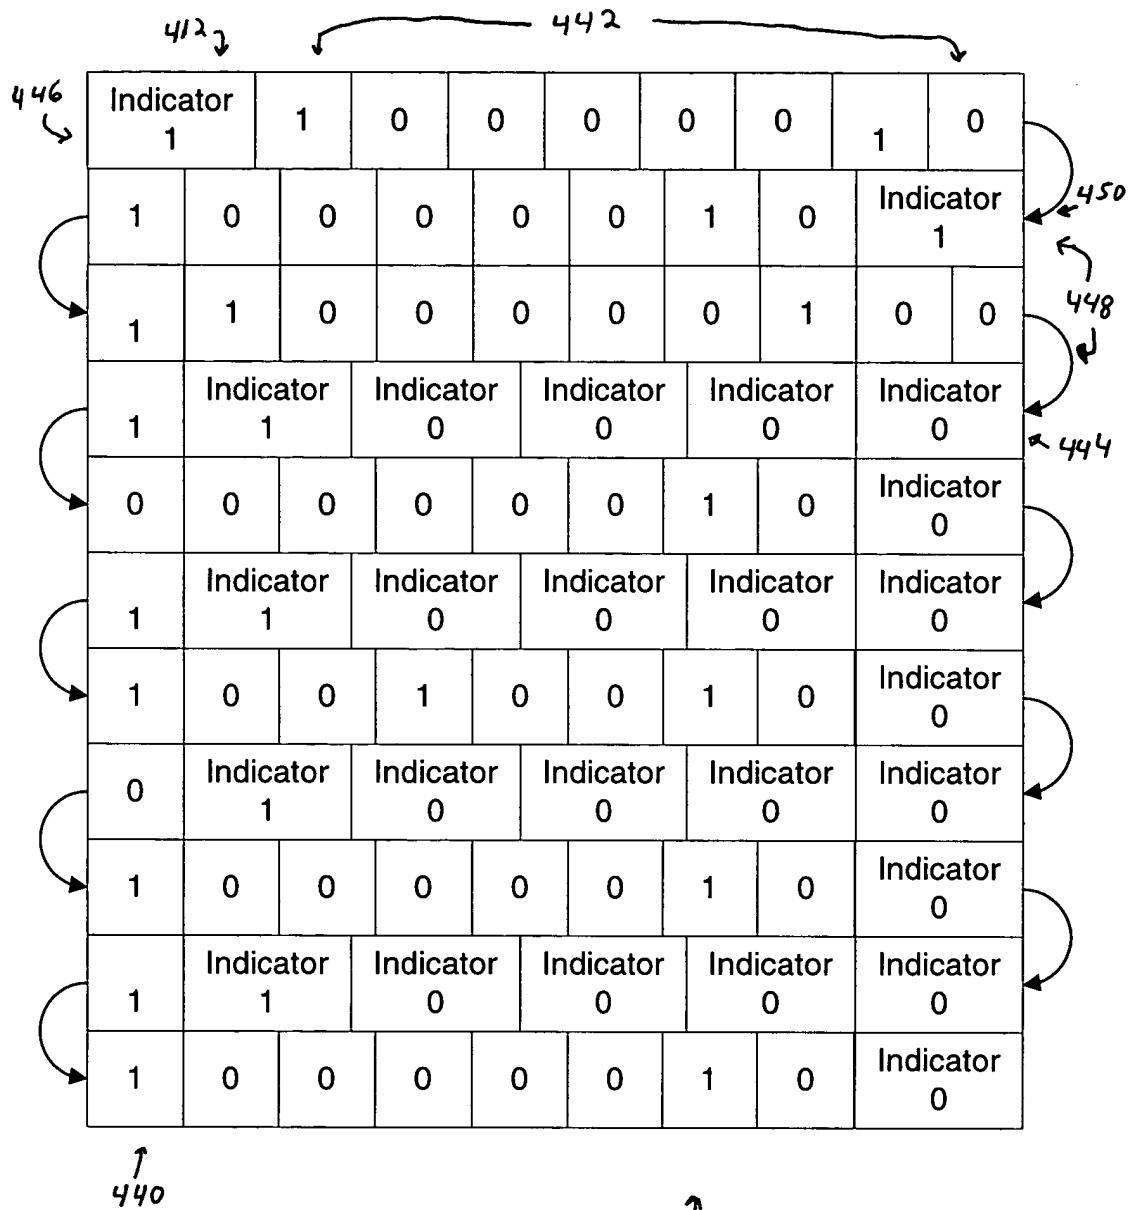 442
412
446 Indicator 1 1 0 0 0 0 0 1 0
1 0 0 0 0 0 1 0 Indicator 1 450
1 1 0 0 0 0 0 1 0 0 448
1 Indicator 1 Indicator 0 Indicator 0 Indicator 0 Indicator 0 444
0 0 0 0 0 0 1 0 Indicator 0
1 Indicator 1 Indicator 0 Indicator 0 Indicator 0 Indicator 0
1 0 0 1 0 0 1 0 Indicator 0
0 Indicator 1 Indicator 0 Indicator 0 Indicator 0 Indicator 0
1 0 0 0 0 0 1 0 Indicator 0
1 Indicator 1 Indicator 0 Indicator 0 Indicator 0 Indicator 0
1 0 0 0 0 0 1 0 Indicator 0
440